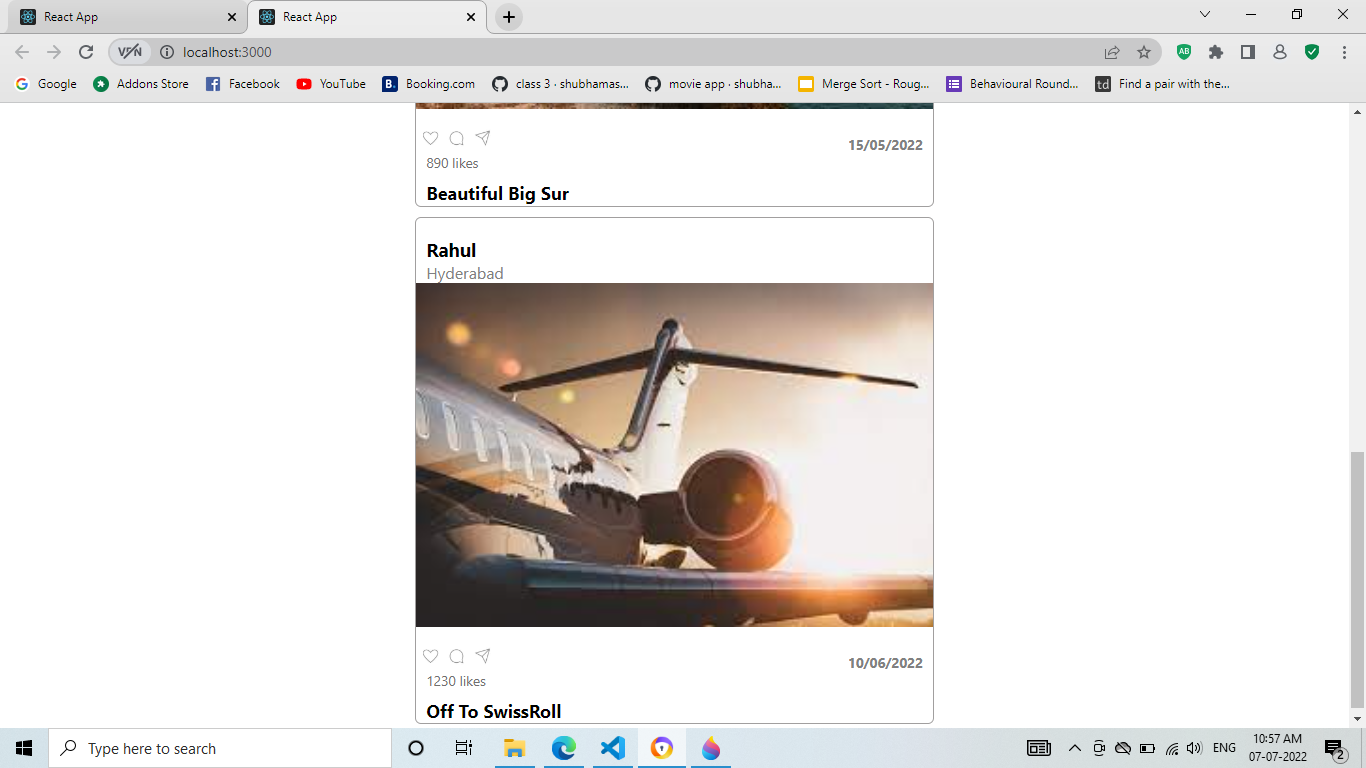 React App
React App
VPN
localhost:3000
AB
Google
Addons Store
Facebook
YouTube
B.
Booking.com
class 3 · shubhamas...
movie app · shubha...
Merge Sort - Roug...
Behavioural Round...
td
Find a pair with the...
15/05/2022
890 likes
Beautiful Big Sur
Rahul
Hyderabad
10/06/2022
1230 likes
Off To SwissRoll
Type here to search
ENG
10:57 AM
07-07-2022
2